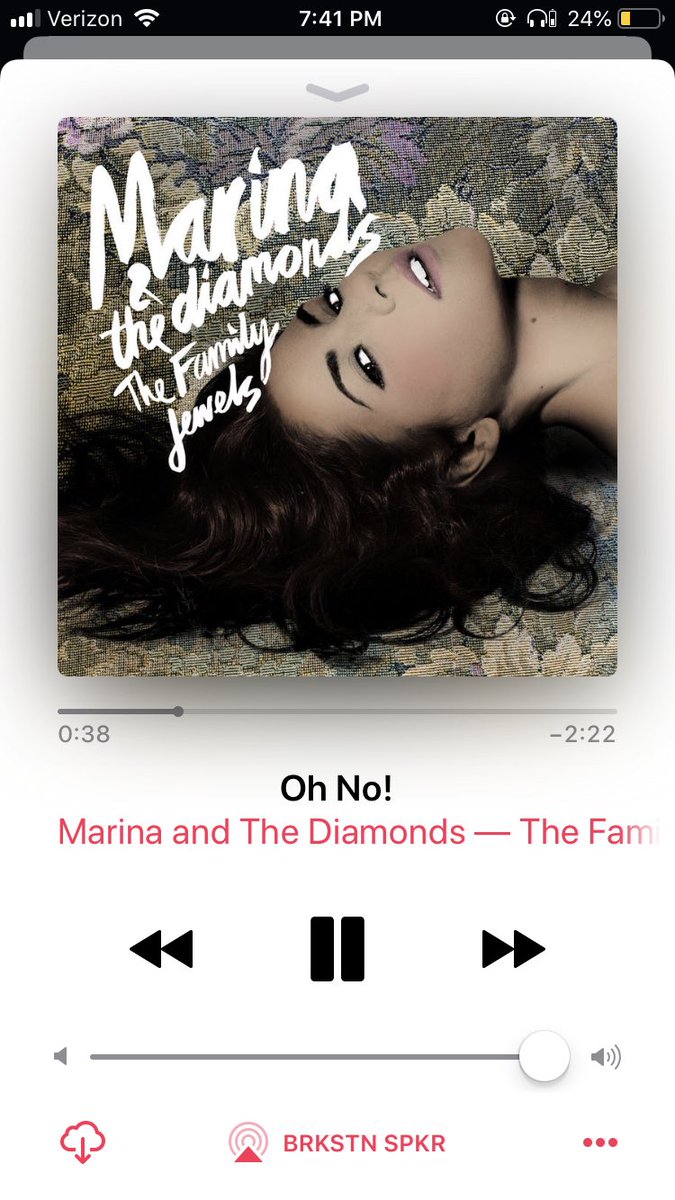 Verizon 7:41 PM 24%
Marina
&
the diamonds
The Family
Jewels
0:38 −2:22
Oh No!
Marina and The Diamonds — The Fami
BRKSTN SPKR